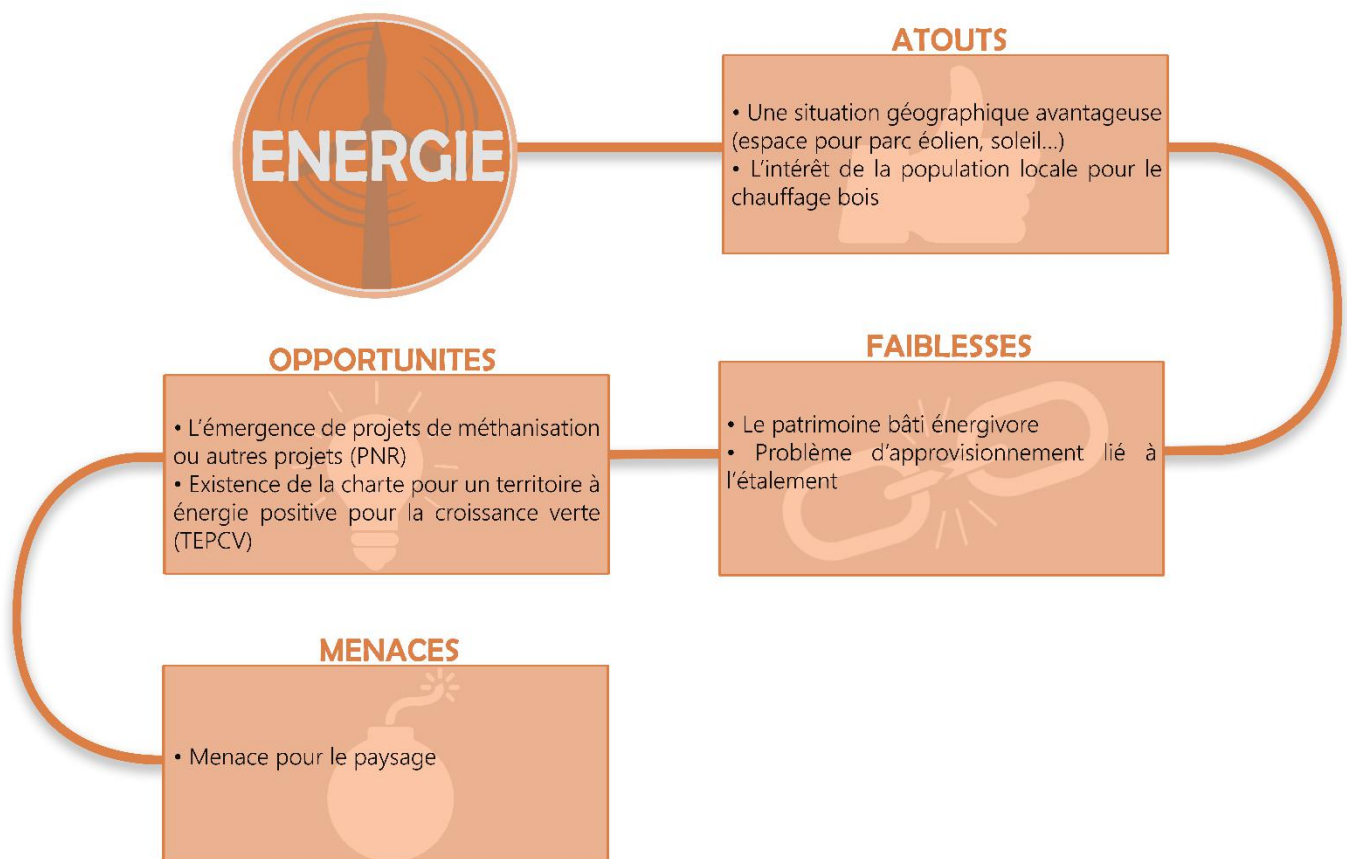 ENERGIE
ATOUTS
• Une situation géographique avantageuse
(espace pour parc éolien, soleil...)
• L'intérêt de la population locale pour le
chauffage bois
FAIBLESSES
• Le patrimoine bâti énergivore
• Problème d'approvisionnement lié à
l'étalement
OPPORTUNITES
• L'émergence de projets de méthanisation
ou autres projets (PNR)
• Existence de la charte pour un territoire à
énergie positive pour la croissance verte
(TEPCV)
MENACES
• Menace pour le paysage